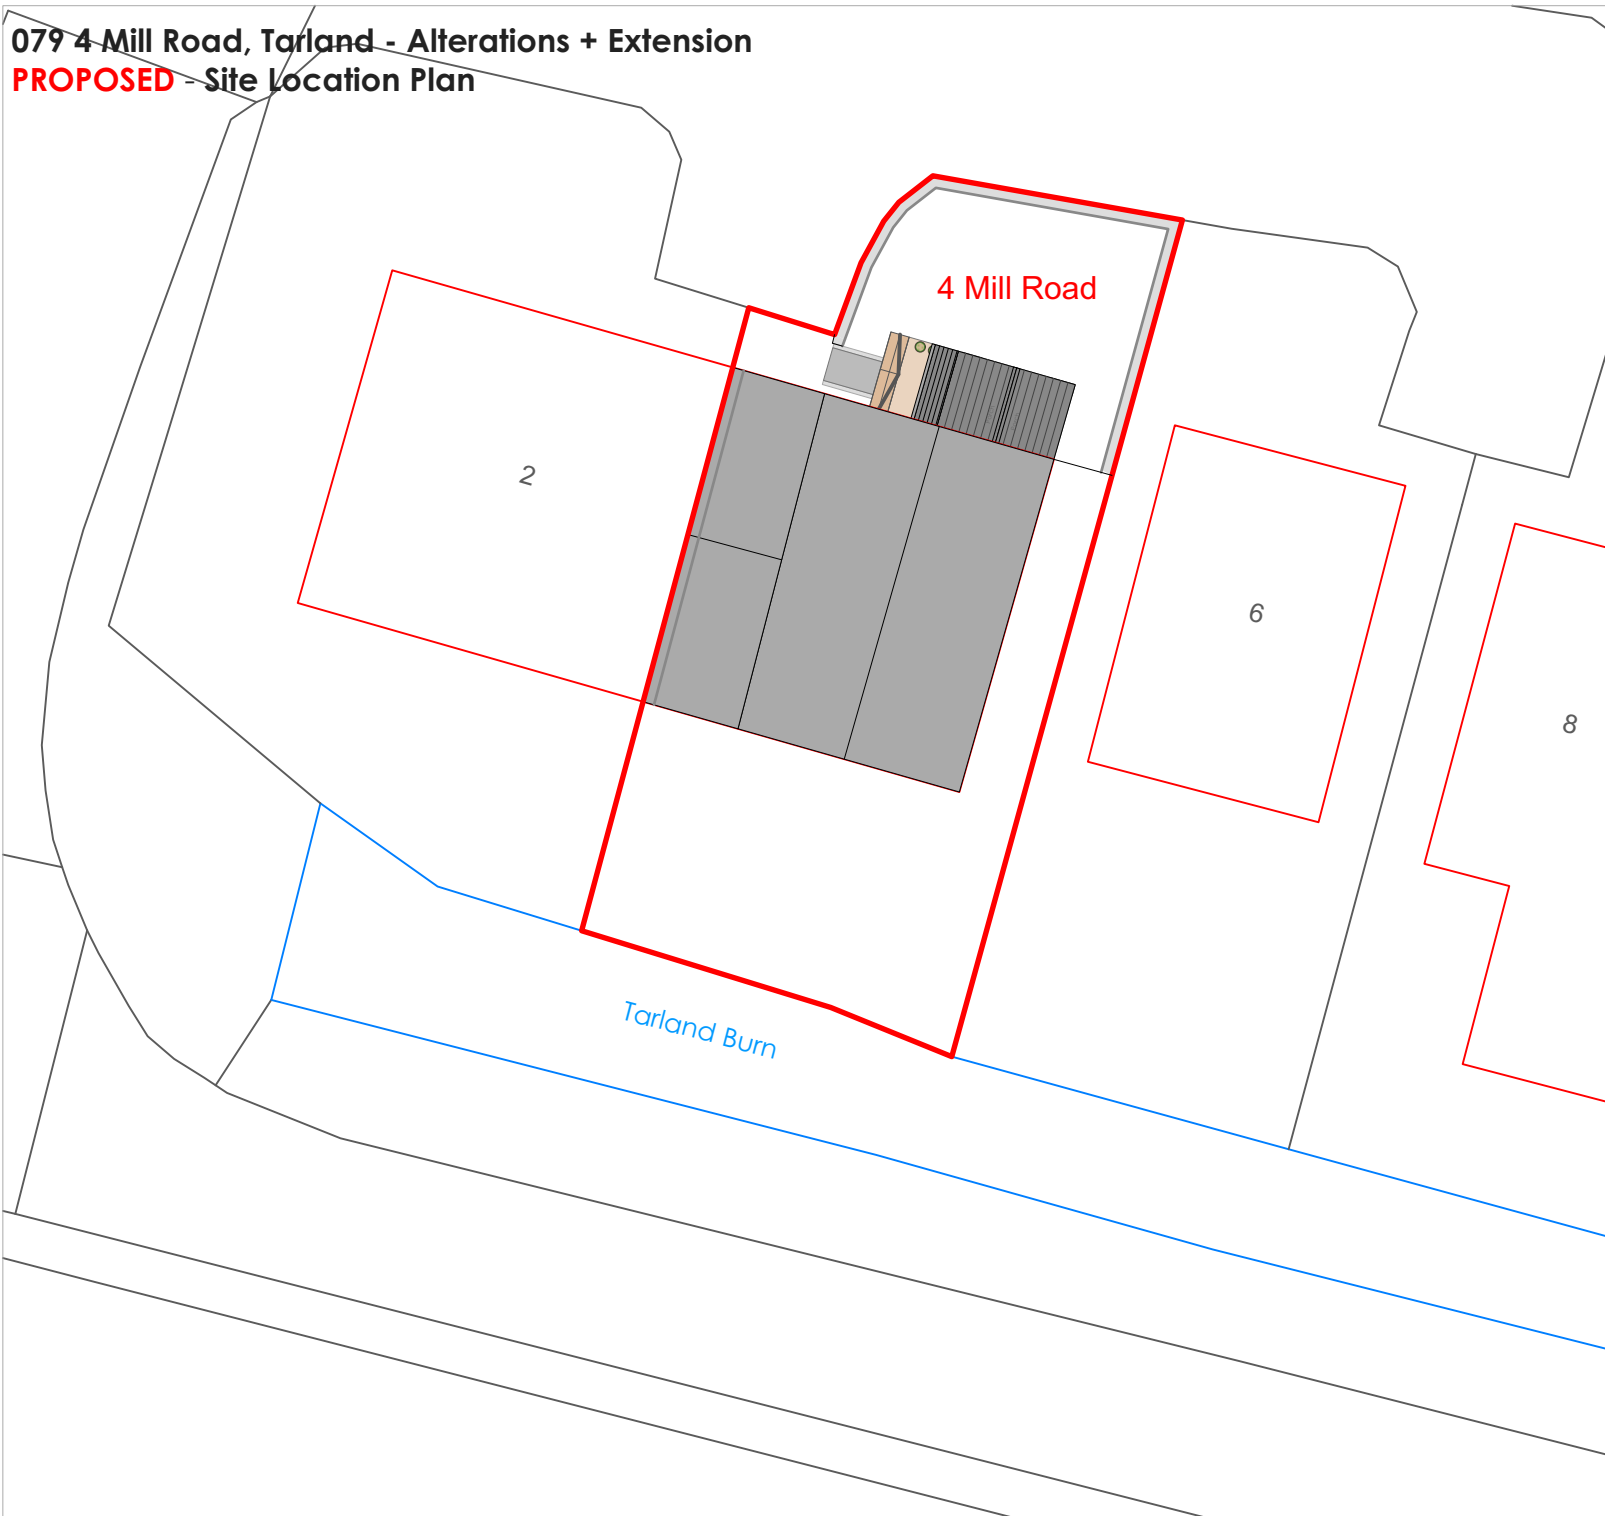 079 4 Mill Road, Tarland - Alterations + Extension
PROPOSED - Site Location Plan
4 Mill Road
2
6
8
Tarland Burn